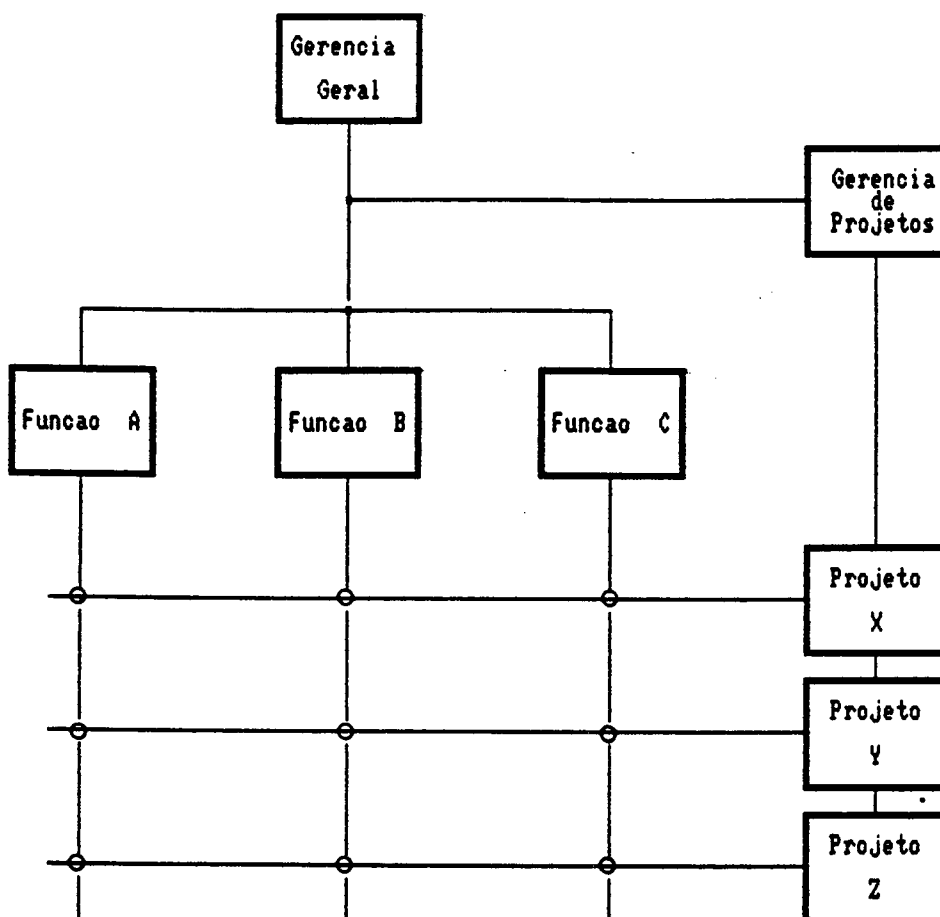 Gerencia
Geral
Gerencia
de
Projetos
Funcao A
Funcao B
Funcao C
Projeto
X
Projeto
Y
Projeto
Z